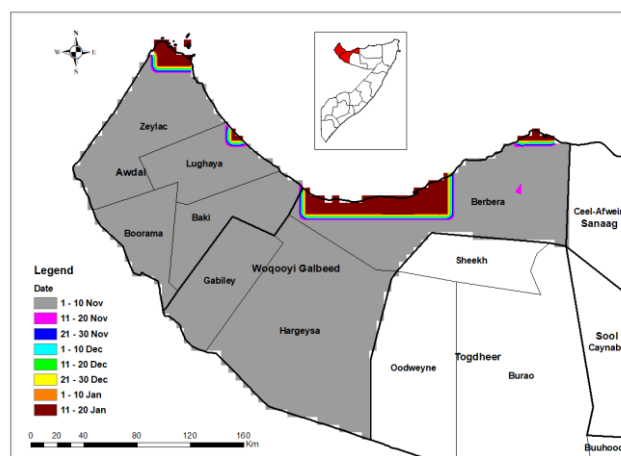 N
W E
S
Zeylac
Lughaya
Awdal
Baki
Boorama
Berbera
Ceel-Afwein
Sanaag
Sheekh
Woqooyi Galbeed
Gabiley
Hargeysa
Sool
Caynab
Togdheer
Oodweyne
Burao
Buuhood
Legend
Date
1 - 10 Nov
11 - 20 Nov
21 - 30 Nov
1 - 10 Dec
11 - 20 Dec
21 - 30 Dec
1 - 10 Jan
11 - 20 Jan
0 20 40 80 120 160
Km